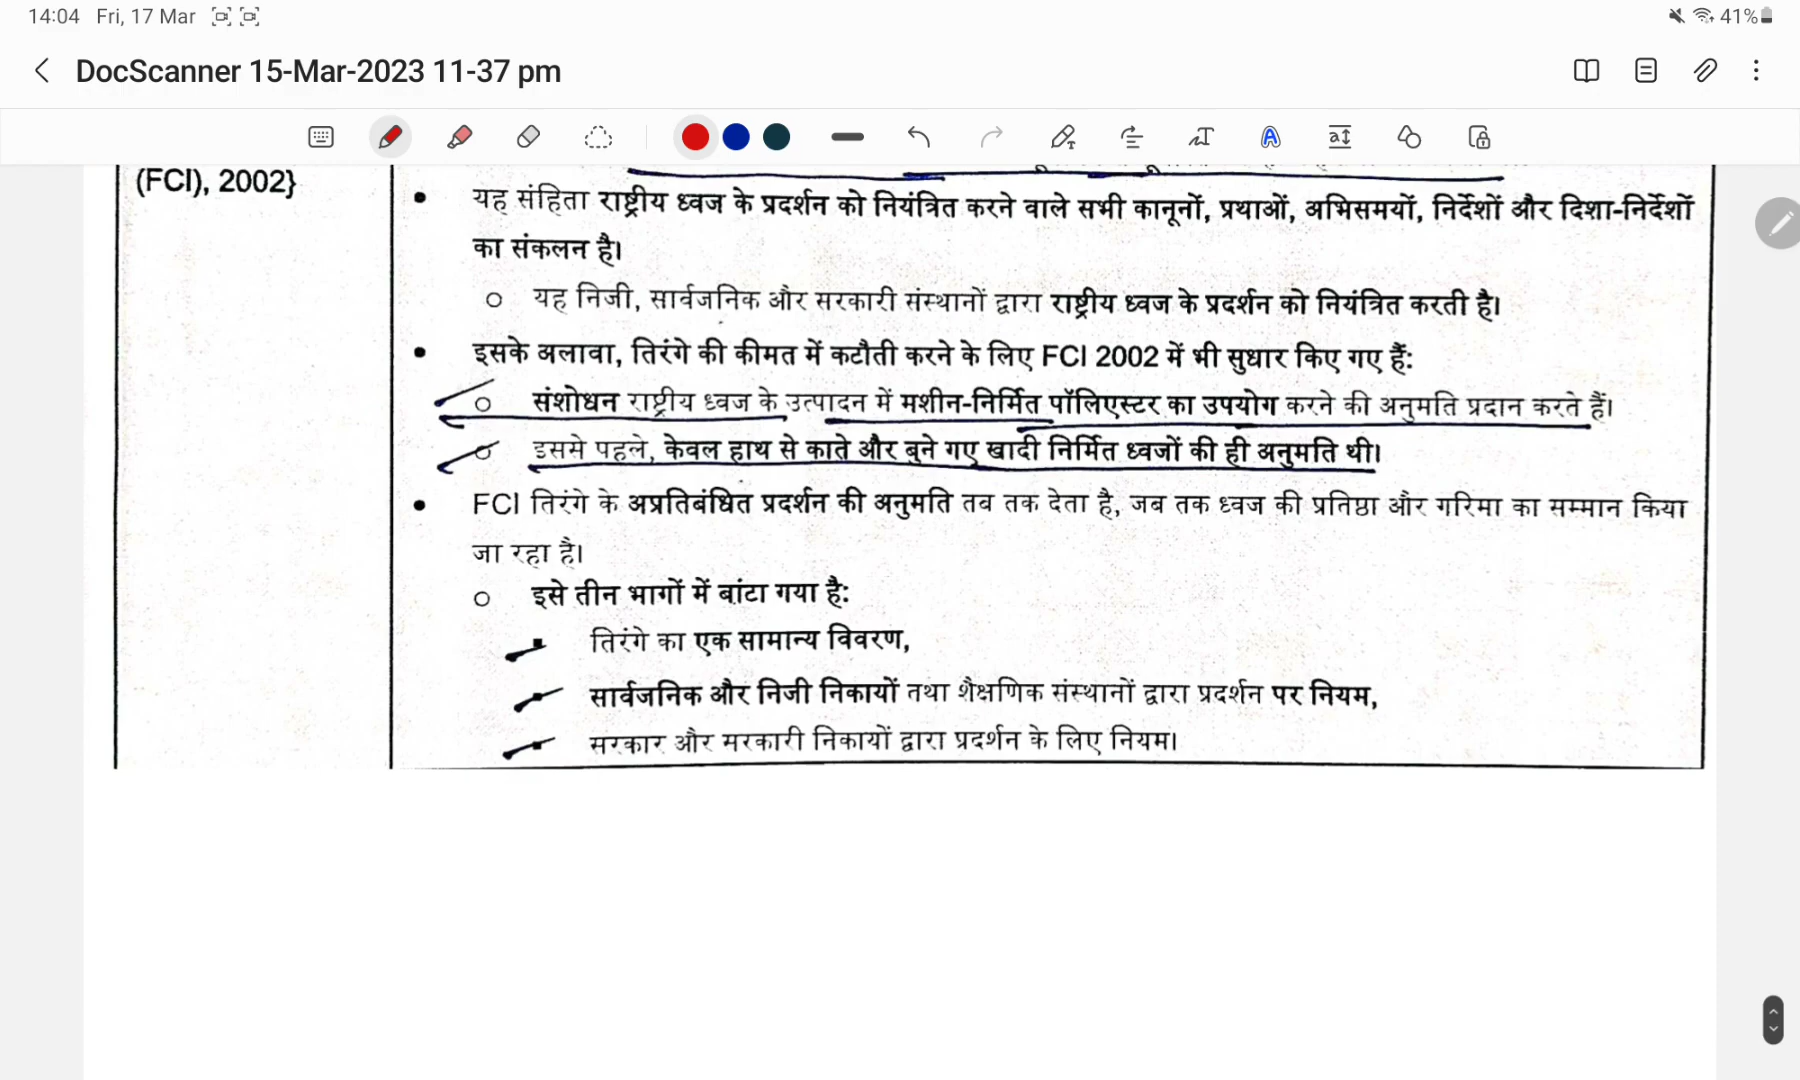 14:04 Fri, 17 Mar
41%
DocScanner 15-Mar-2023 11-37 pm
(FCI), 2002}
यह संहिता राष्ट्रीय ध्वज के प्रदर्शन को नियंत्रित करने वाले सभी कानूनों, प्रथाओं, अभिसमयों, निर्देशों और दिशा-निर्देशों
का संकलन है।
यह निजी, सार्वजनिक और सरकारी संस्थानों द्वारा राष्ट्रीय ध्वज के प्रदर्शन को नियंत्रित करती है।
इसके अलावा, तिरंगे की कीमत में कटौती करने के लिए FCI 2002 में भी सुधार किए गए हैं:
संशोधन राष्ट्रीय ध्वज के उत्पादन में मशीन-निर्मित पॉलिएस्टर का उपयोग करने की अनुमति प्रदान करते हैं।
इससे पहले, केवल हाथ से काते और बुने गए खादी निर्मित ध्वजों की ही अनुमति थी।
FCI तिरंगे के अप्रतिबंधित प्रदर्शन की अनुमति तब तक देता है, जब तक ध्वज की प्रतिष्ठा और गरिमा का सम्मान किया
जा रहा है।
इसे तीन भागों में बांटा गया है:
तिरंगे का एक सामान्य विवरण,
सार्वजनिक और निजी निकायों तथा शैक्षणिक संस्थानों द्वारा प्रदर्शन पर नियम,
सरकार और सरकारी निकायों द्वारा प्रदर्शन के लिए नियम।